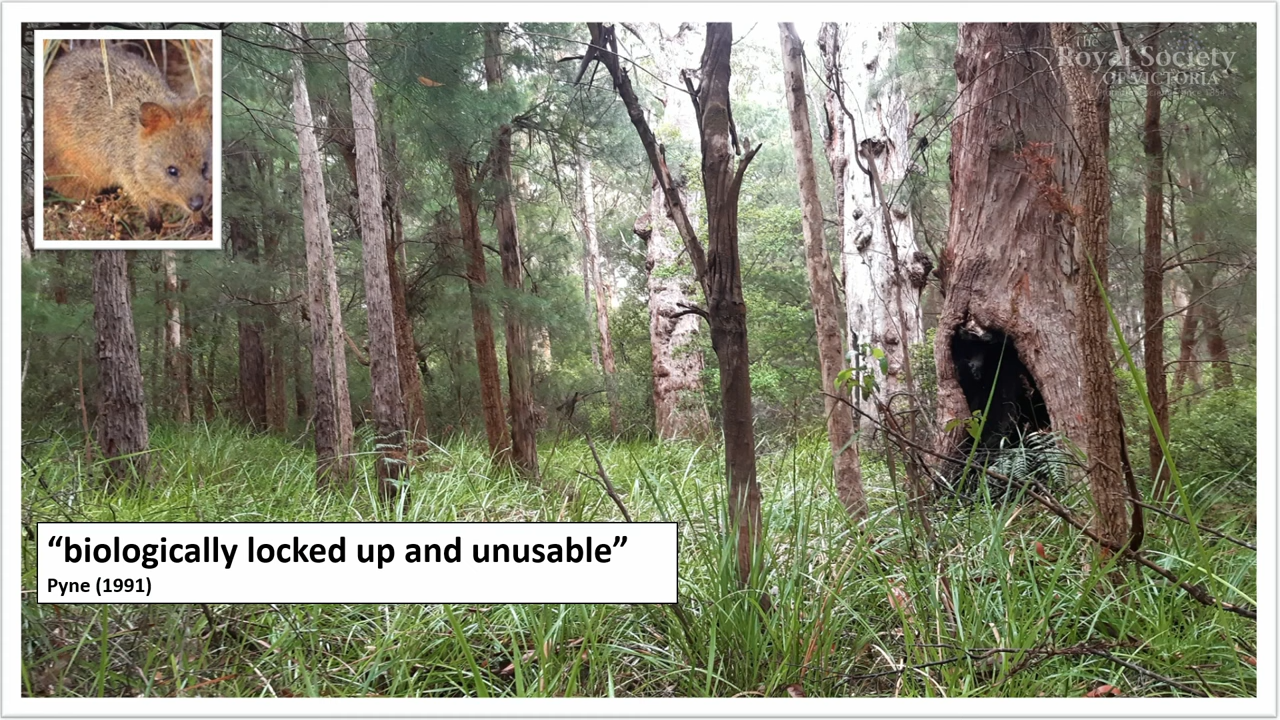 The
Royal Society
OF VICTORIA
“biologically locked up and unusable”
Pyne (1991)